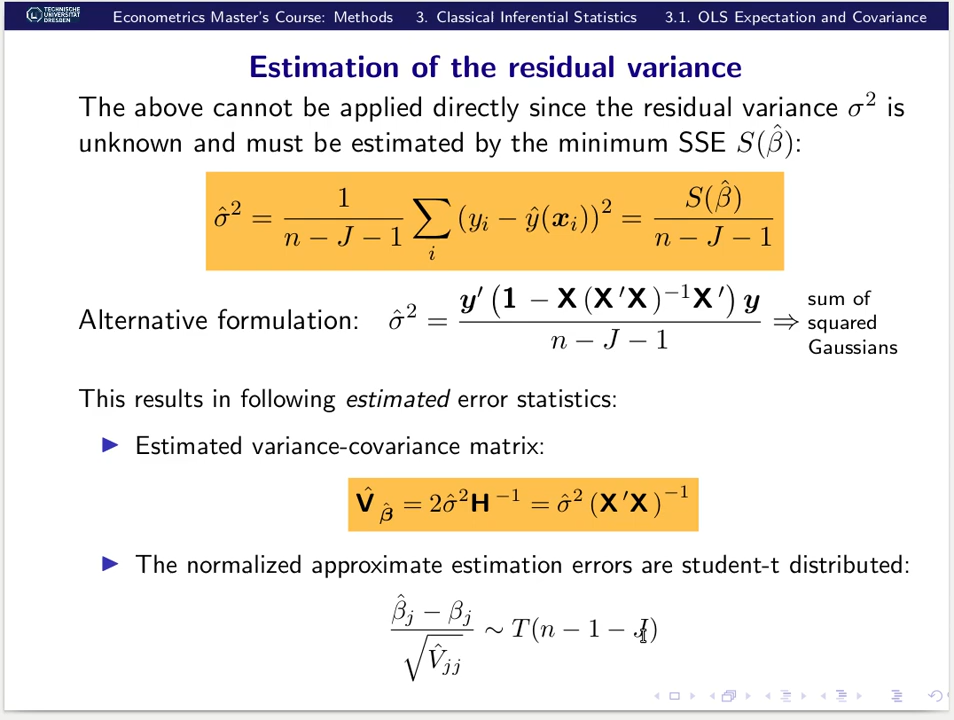 TECHNISCHE UNIVERSITÄT DRESDEN
Econometrics Master's Course: Methods 3. Classical Inferential Statistics 3.1. OLS Expectation and Covariance
Estimation of the residual variance
The above cannot be applied directly since the residual variance σ² is
unknown and must be estimated by the minimum SSE S(β̂):
σ̂² = 1/(n − J − 1) ∑_i (y_i − ŷ(x_i))² = S(β̂)/(n − J − 1)
Alternative formulation: σ̂² = y′ (1 − X (X′X)⁻¹X′) y / (n − J − 1) ⇒ sum of squared Gaussians
This results in following estimated error statistics:
▶ Estimated variance-covariance matrix:
V̂_β̂ = 2σ̂²H⁻¹ = σ̂² (X′X)⁻¹
▶ The normalized approximate estimation errors are student-t distributed:
(β̂_j − β_j)/√V̂_jj ∼ T(n − 1 − J)